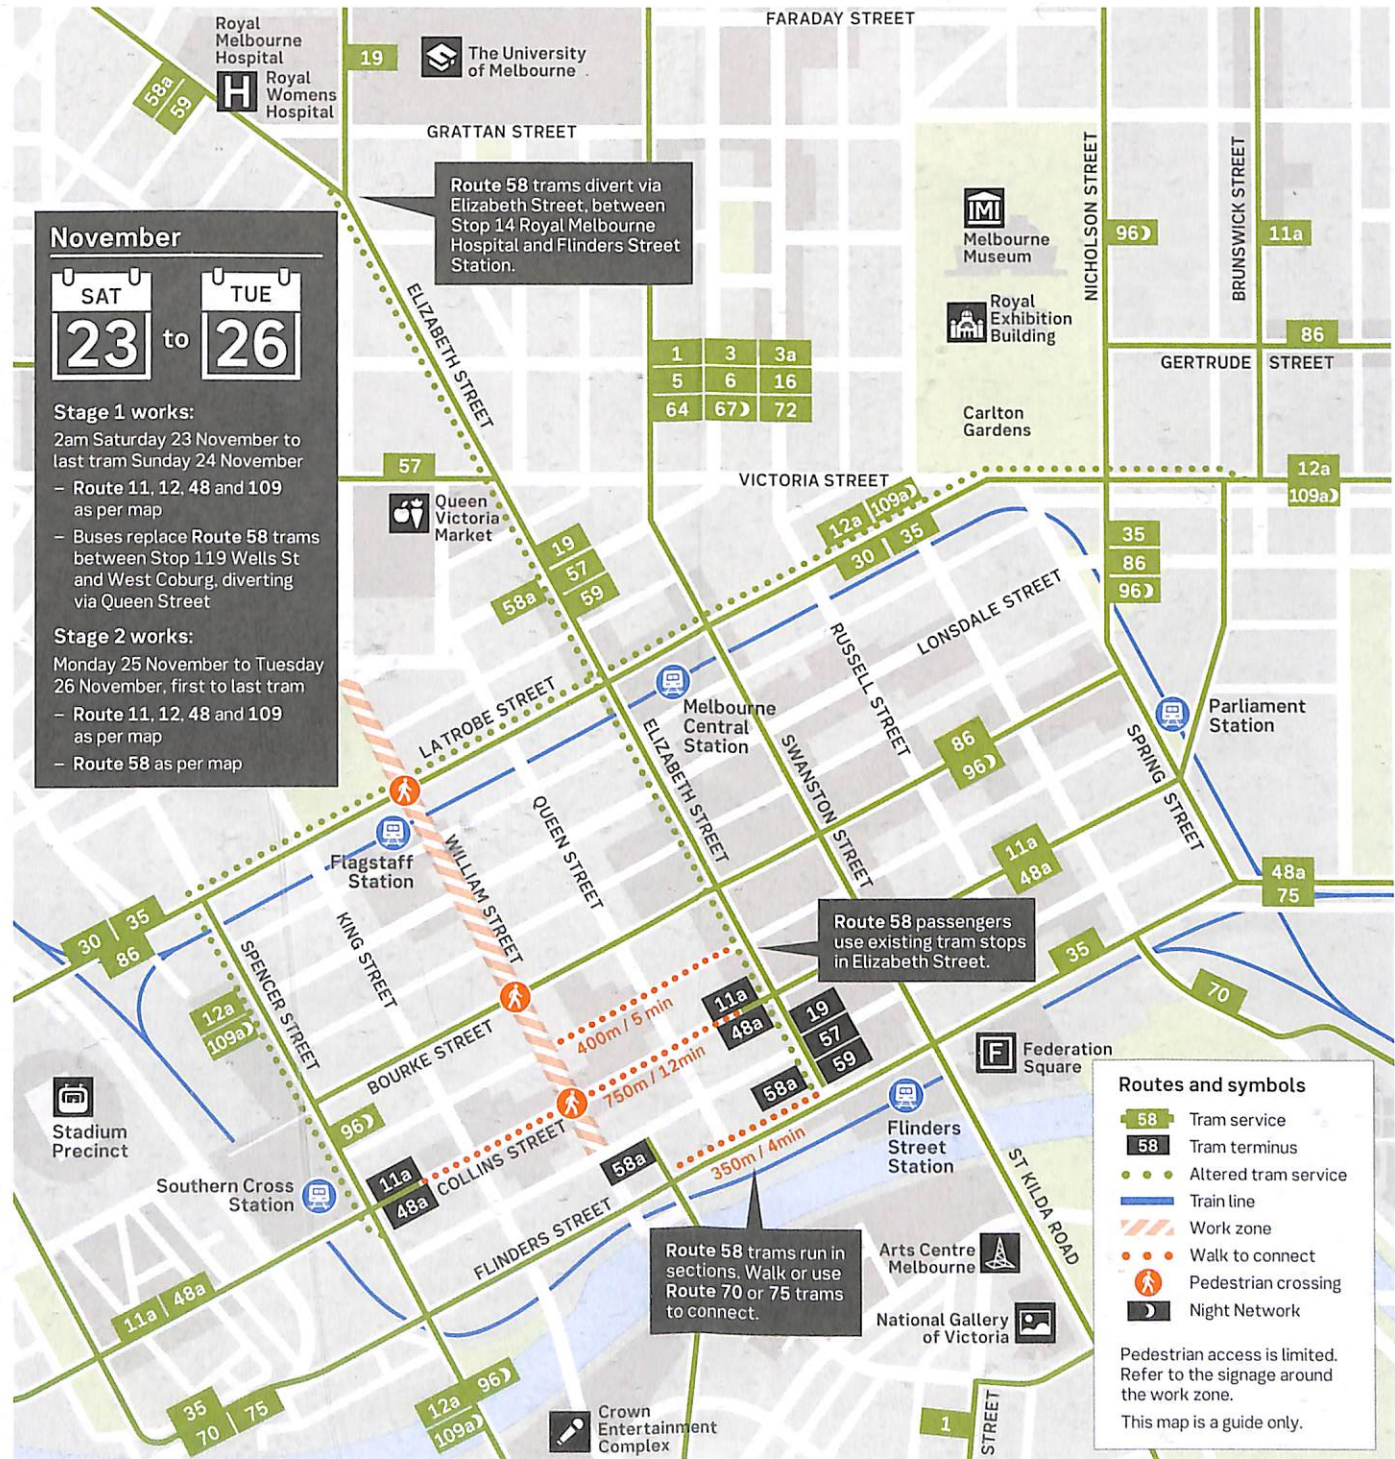 Royal
Melbourne
Hospital
H
Royal
Womens
Hospital
58a
59
19
The University
of Melbourne
FARADAY STREET
GRATTAN STREET
Route 58 trams divert via
Elizabeth Street, between
Stop 14 Royal Melbourne
Hospital and Flinders Street
Station.
November
SAT
23
to
TUE
26
Stage 1 works:
2am Saturday 23 November to
last tram Sunday 24 November
– Route 11, 12, 48 and 109
as per map
– Buses replace Route 58 trams
between Stop 119 Wells St
and West Coburg, diverting
via Queen Street
Stage 2 works:
Monday 25 November to Tuesday
26 November, first to last tram
– Route 11, 12, 48 and 109
as per map
– Route 58 as per map
ELIZABETH STREET
1 3 3a
5 6 16
64 67 72
M
Melbourne
Museum
Royal
Exhibition
Building
Carlton
Gardens
NICHOLSON STREET
96
BRUNSWICK STREET
11a
86
GERTRUDE STREET
57
Queen
Victoria
Market
VICTORIA STREET
12a
109a
12a 109a
30 35
35
86
96
19
57
59
58a
LONSDALE STREET
RUSSELL STREET
LATROBE STREET
Melbourne
Central
Station
Parliament
Station
ELIZABETH STREET
SWANSTON STREET
86
96
SPRING STREET
Flagstaff
Station
WILLIAM STREET
QUEEN STREET
KING STREET
11a
48a
48a
75
30 35
86
SPENCER STREET
12a
109a
Route 58 passengers
use existing tram stops
in Elizabeth Street.
35
70
400m / 5 min
11a
48a
19
57
59
750m / 12min
58a
BOURKE STREET
F
Federation
Square
Stadium
Precinct
96
COLLINS STREET
11a
48a
58a
350m / 4min
Flinders
Street
Station
Southern Cross
Station
FLINDERS STREET
ST KILDA ROAD
Route 58 trams run in
sections. Walk or use
Route 70 or 75 trams
to connect.
Arts Centre
Melbourne
National Gallery
of Victoria
11a 48a
35
70 75
12a 96
109a
Crown
Entertainment
Complex
1
STREET
Routes and symbols
58 Tram service
58 Tram terminus
Altered tram service
Train line
Work zone
Walk to connect
Pedestrian crossing
Night Network
Pedestrian access is limited.
Refer to the signage around
the work zone.
This map is a guide only.